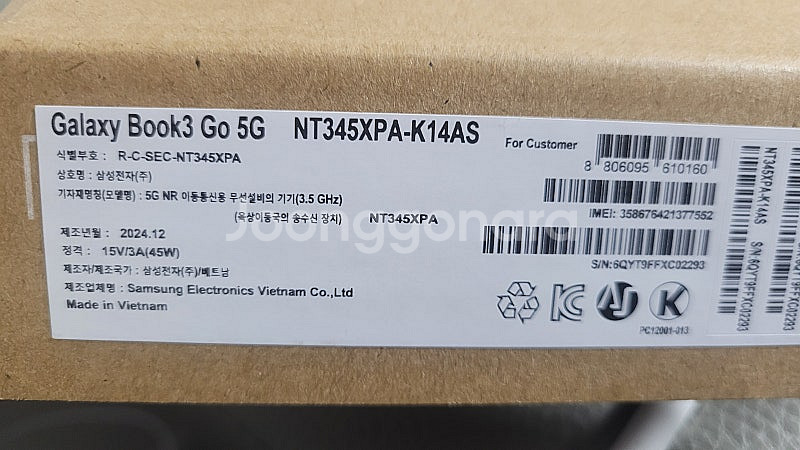 Galaxy Book3 Go 5G NT345XPA-K14AS
For Customer
8 806095 610160
식별부호 : R-C-SEC-NT345XPA
상호명 : 삼성전자(주)
기자재명칭(모델명) : 5G NR 이동통신용 무선설비의 기기(3.5 GHz)
(육상이동국의 송수신 장치) NT345XPA
IMEI: 358676421377552
제조년월 : 2024.12
정격 : 15V/3A(45W)
제조자/제조국가 : 삼성전자(주)/베트남
제조업체명 : Samsung Electronics Vietnam Co.,Ltd
Made in Vietnam
S/N:6QYT9FFXC02293
PC12001-013
NT345XPA-K14AS
S/N:6QYT9FFXC02293
Joonggonara